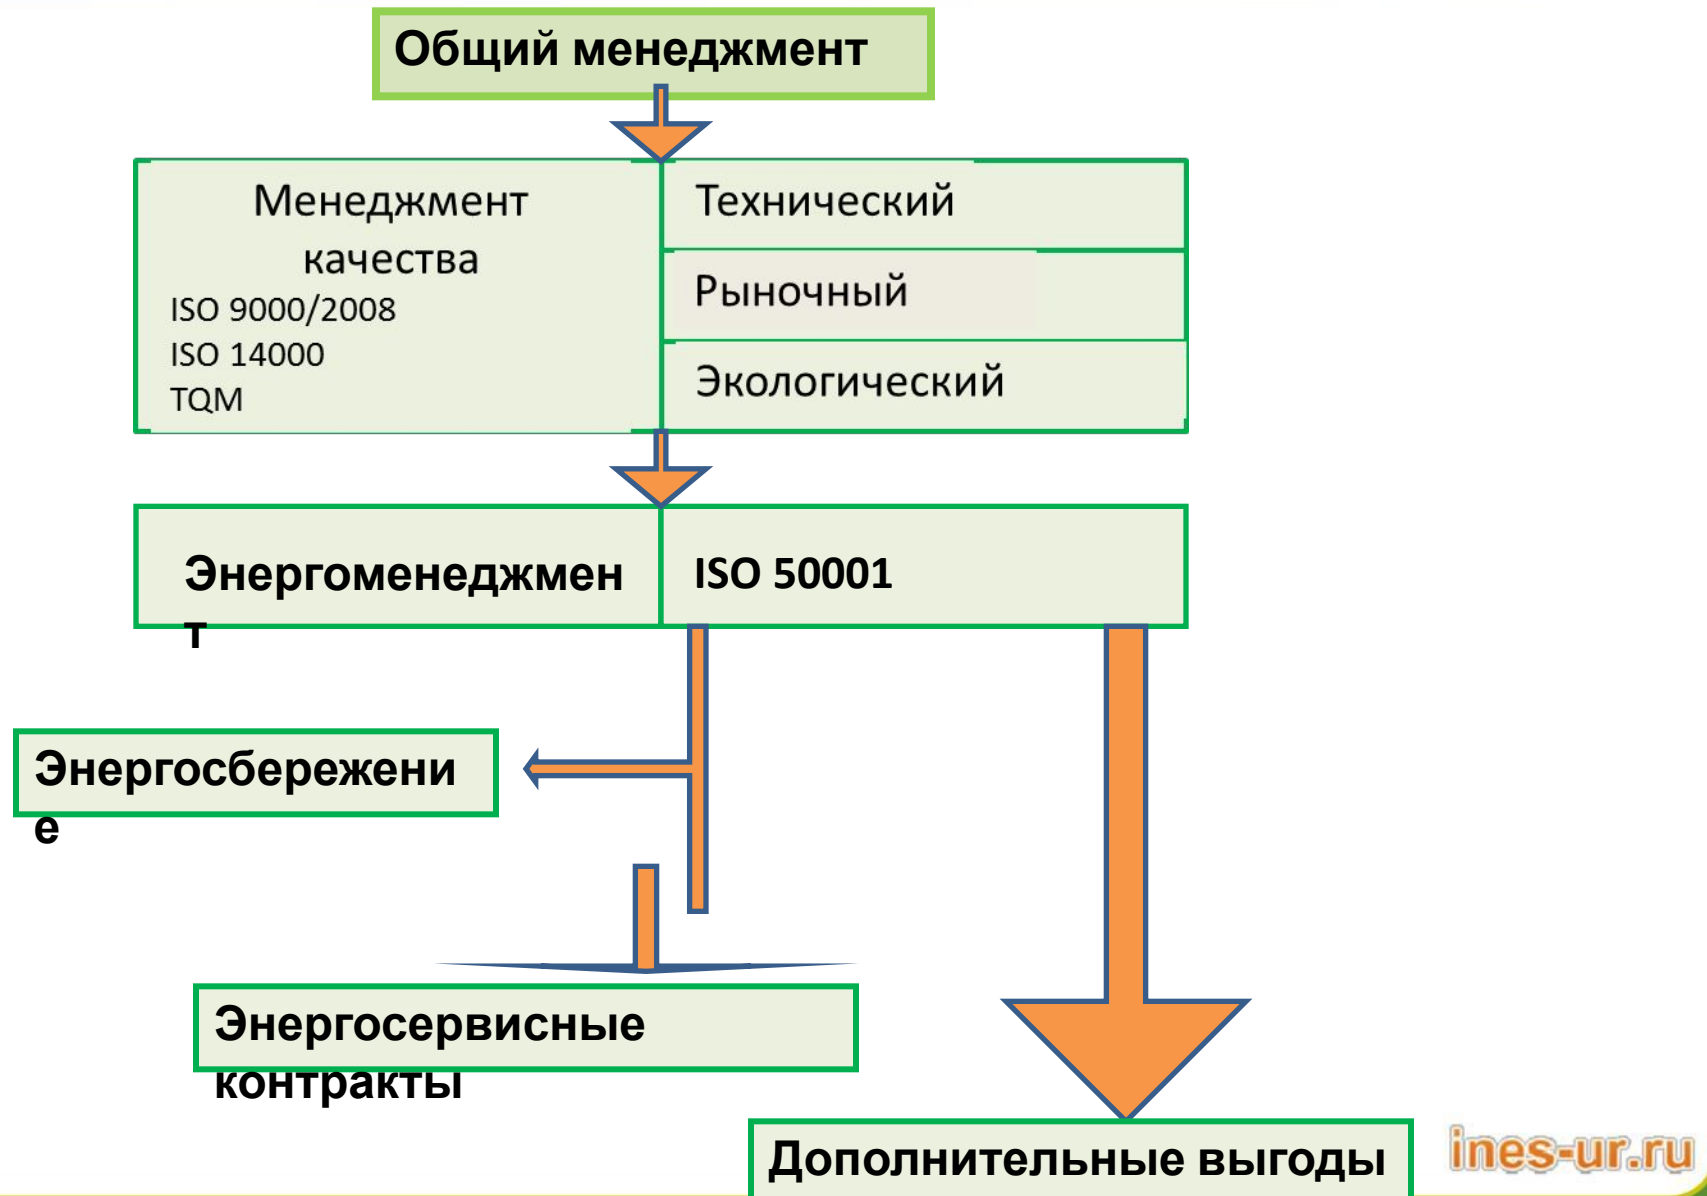 Общий менеджмент
Менеджмент
качества
ISO 9000/2008
ISO 14000
TQM
Технический
Рыночный
Экологический
Энергоменеджмен
т
ISO 50001
Энергосбережени
е
Энергосервисные
контракты
Дополнительные выгоды
ines-ur.ru